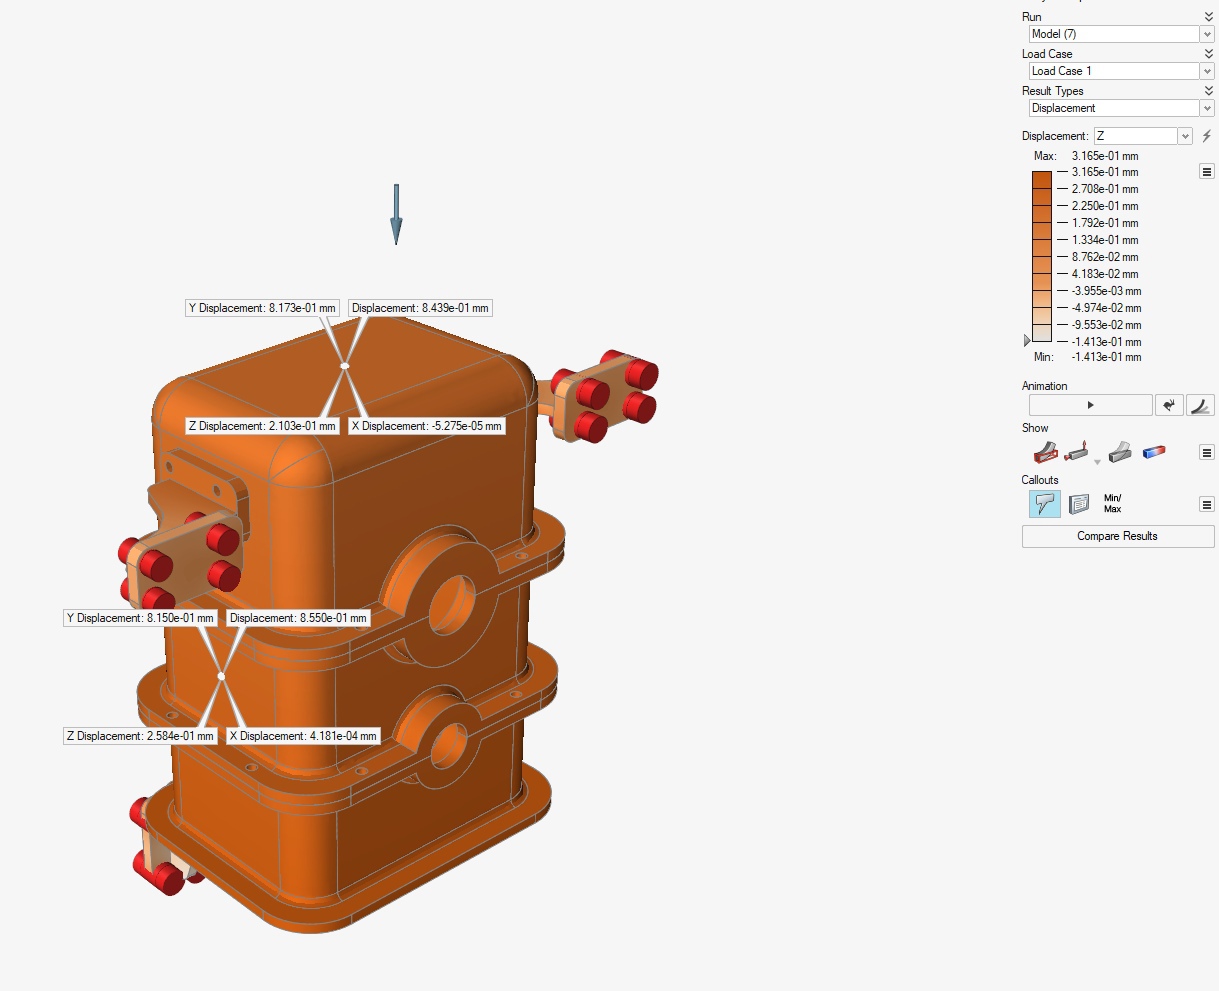 Run
Model (7)
Load Case
Load Case 1
Result Types
Displacement
Displacement: Z
Max: 3.165e-01 mm
3.165e-01 mm
2.708e-01 mm
2.250e-01 mm
1.792e-01 mm
1.334e-01 mm
8.762e-02 mm
4.183e-02 mm
-3.955e-03 mm
-4.974e-02 mm
-9.553e-02 mm
-1.413e-01 mm
Min: -1.413e-01 mm
Animation
Show
Callouts
Min/
Max
Compare Results
Y Displacement: 8.173e-01 mm
Displacement: 8.439e-01 mm
Z Displacement: 2.103e-01 mm
X Displacement: -5.275e-05 mm
Y Displacement: 8.150e-01 mm
Displacement: 8.550e-01 mm
Z Displacement: 2.584e-01 mm
X Displacement: 4.181e-04 mm